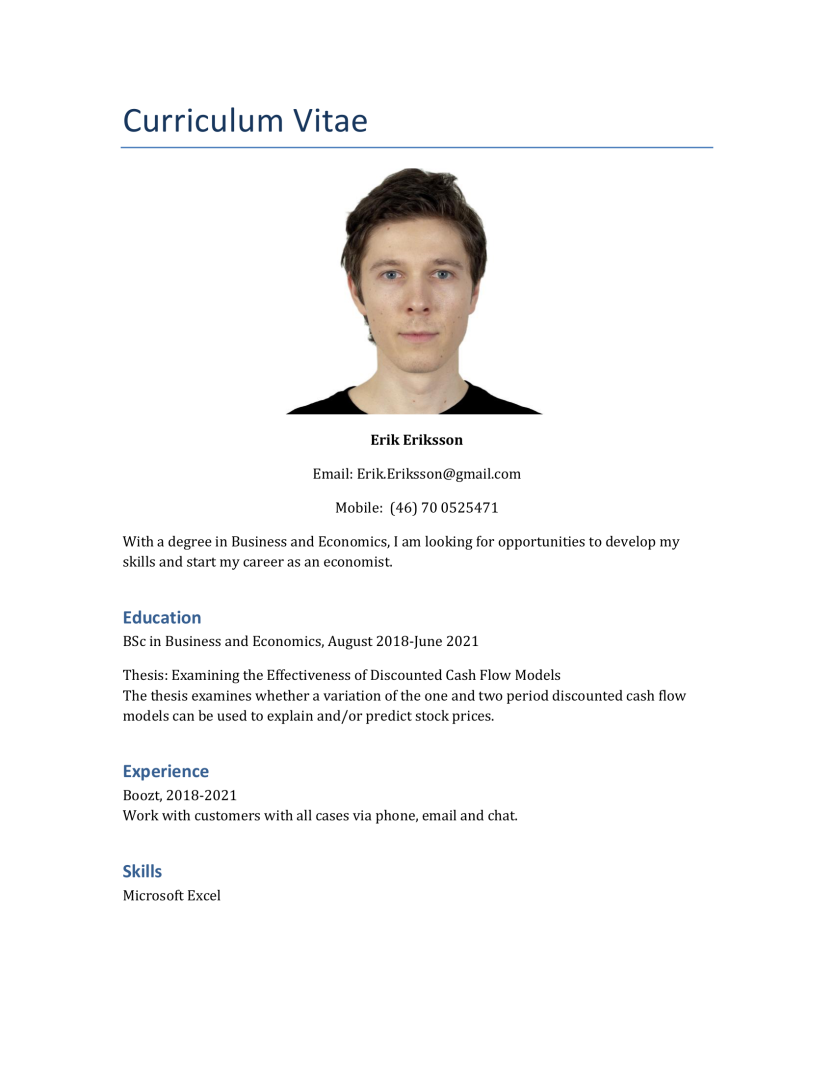 Curriculum Vitae
Erik Eriksson
Email: Erik.Eriksson@gmail.com
Mobile:  (46) 70 0525471
With a degree in Business and Economics, I am looking for opportunities to develop my
skills and start my career as an economist.
Education
BSc in Business and Economics, August 2018-June 2021
Thesis: Examining the Effectiveness of Discounted Cash Flow Models
The thesis examines whether a variation of the one and two period discounted cash flow
models can be used to explain and/or predict stock prices.
Experience
Boozt, 2018-2021
Work with customers with all cases via phone, email and chat.
Skills
Microsoft Excel